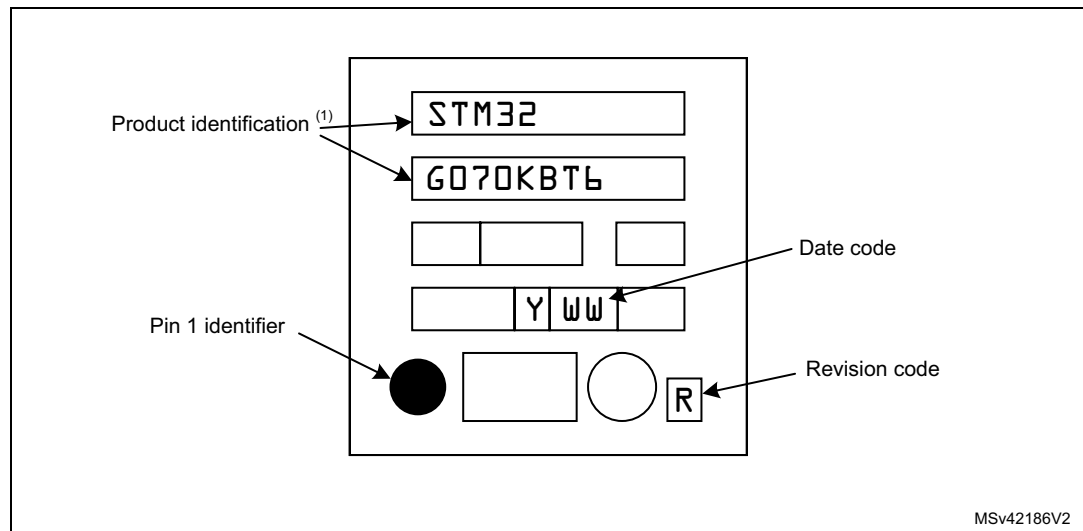 STM32
Product identification (1)
G070KBT6
Date code
Y WW
Pin 1 identifier
Revision code
R
MSv42186V2